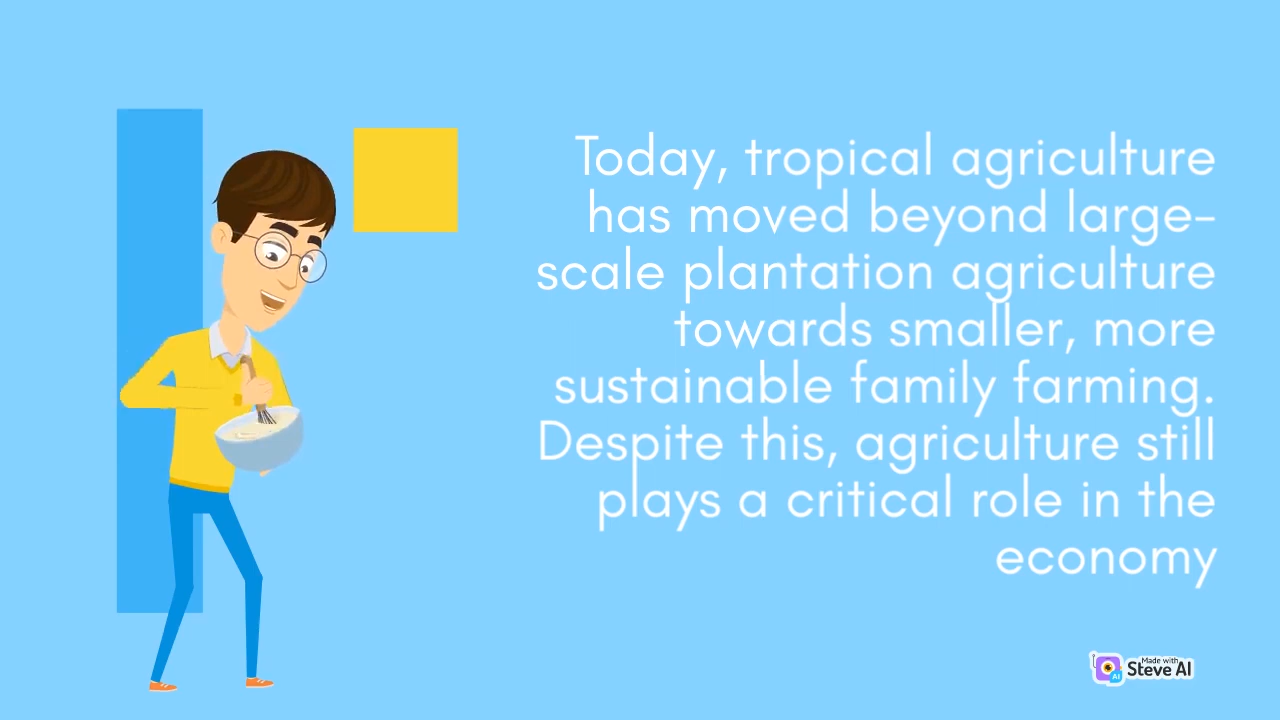 Today, tropical agriculture
has moved beyond large-
scale plantation agriculture
towards smaller, more
sustainable family farming.
Despite this, agriculture still
plays a critical role in the
economy
Made with
Steve AI
AI